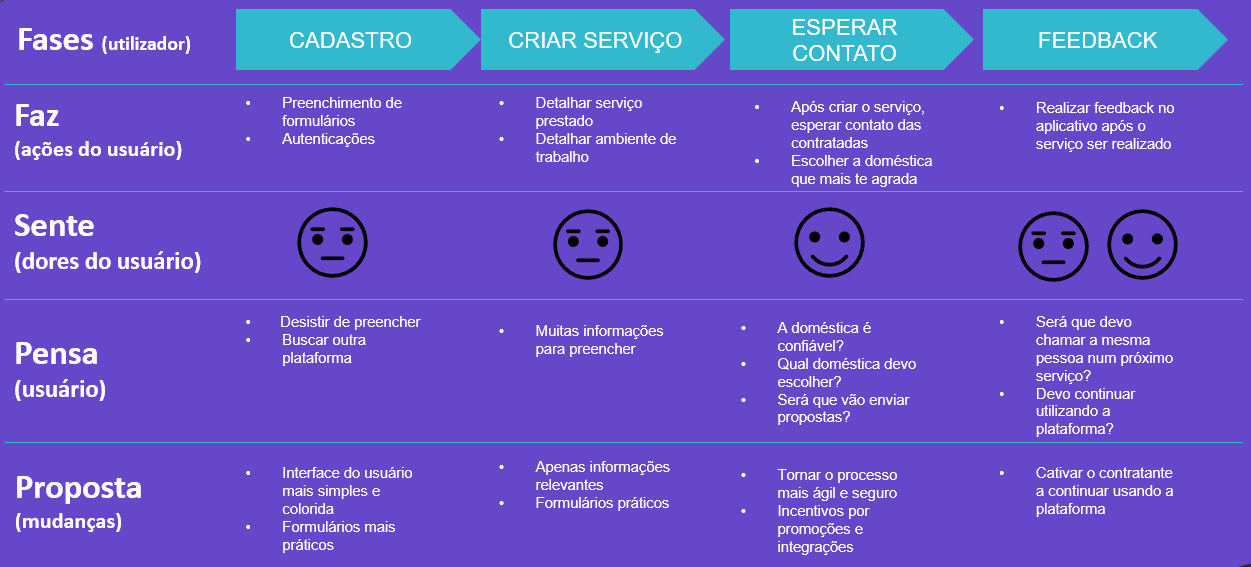 Fases (utilizador)
CADASTRO
CRIAR SERVIÇO
ESPERAR
CONTATO
FEEDBACK
Faz
(ações do usuário)
• Preenchimento de
formulários
• Autenticações
• Detalhar serviço
prestado
• Detalhar ambiente de
trabalho
• Após criar o serviço,
esperar contato das
contratadas
• Escolher a doméstica
que mais te agrada
• Realizar feedback no
aplicativo após o
serviço ser realizado
Sente
(dores do usuário)
Pensa
(usuário)
• Desistir de preencher
• Buscar outra
plataforma
• Muitas informações
para preencher
• A doméstica é
confiável?
• Qual doméstica devo
escolher?
• Será que vão enviar
propostas?
• Será que devo
chamar a mesma
pessoa num próximo
serviço?
• Devo continuar
utilizando a
plataforma?
Proposta
(mudanças)
• Interface do usuário
mais simples e
colorida
• Formulários mais
práticos
• Apenas informações
relevantes
• Formulários práticos
• Tornar o processo
mais ágil e seguro
• Incentivos por
promoções e
integrações
• Cativar o contratante
a continuar usando a
plataforma